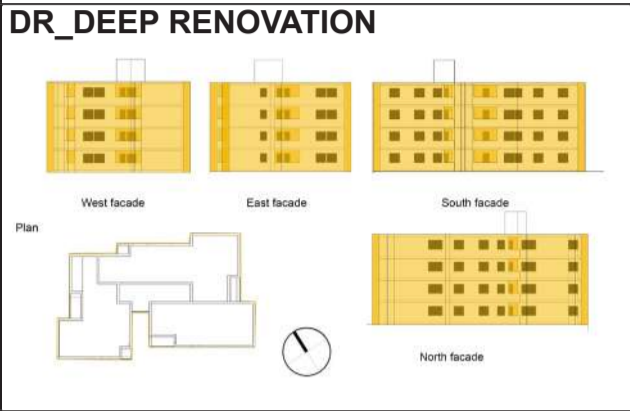 DR_DEEP RENOVATION
West facade
East facade
South facade
Plan
North facade